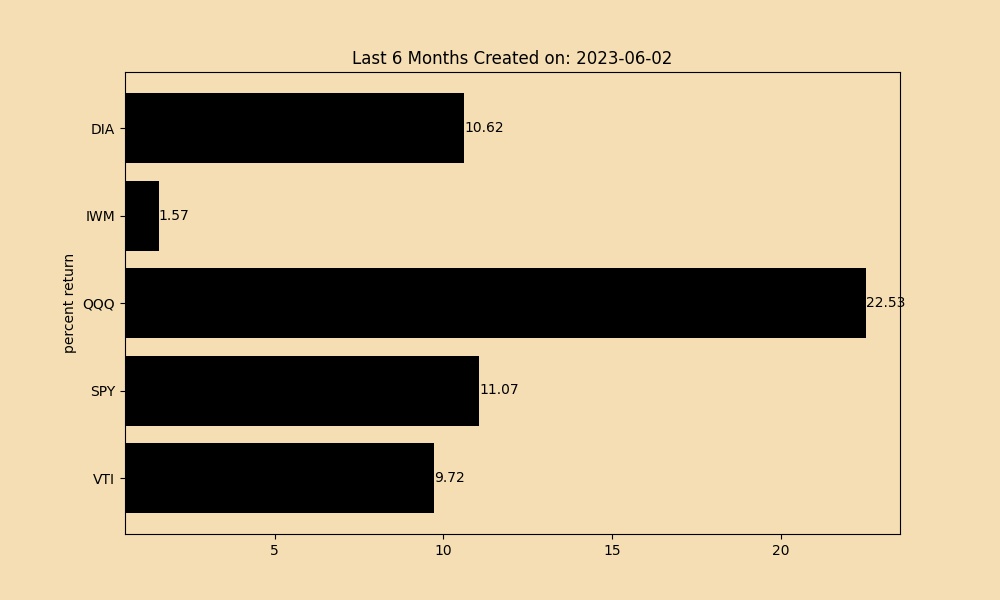 Last 6 Months Created on: 2023-06-02
percent return
DIA
10.62
IWM
1.57
QQQ
22.53
SPY
11.07
VTI
9.72
5 10 15 20